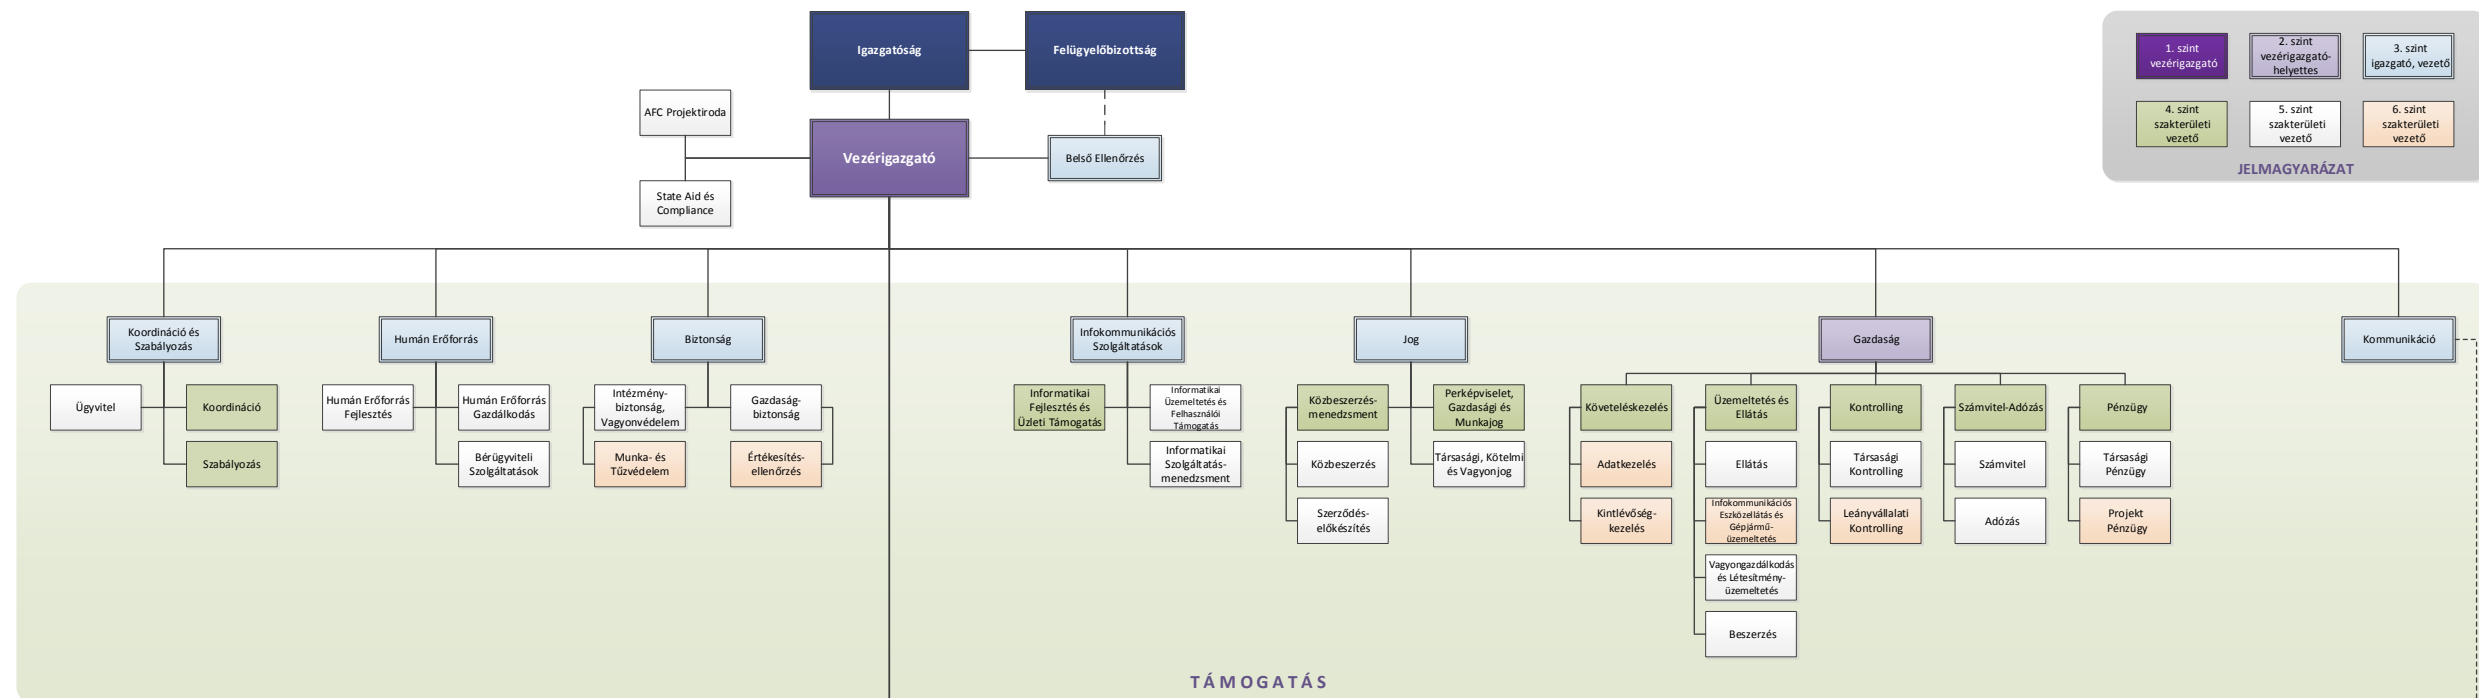 Igazgatóság
Felügyelőbizottság
1. szint
vezérigazgató
2. szint
vezérigazgató-
helyettes
3. szint
igazgató, vezető
4. szint
szakterületi
vezető
5. szint
szakterületi
vezető
6. szint
szakterületi
vezető
JELMAGYARÁZAT
AFC Projektiroda
Vezérigazgató
Belső Ellenőrzés
State Aid és
Compliance
Koordináció és
Szabályozás
Humán Erőforrás
Biztonság
Infokommunikációs
Szolgáltatások
Jog
Gazdaság
Kommunikáció
Ügyvitel
Koordináció
Szabályozás
Humán Erőforrás
Fejlesztés
Humán Erőforrás
Gazdálkodás
Bérügyviteli
Szolgáltatások
Intézmény-
biztonság,
Vagyonvédelem
Gazdaság-
biztonság
Munka- és
Tűzvédelem
Értékesítés-
ellenőrzés
Informatikai
Fejlesztés és
Üzleti Támogatás
Informatikai
Üzemeltetés és
Felhasználói
Támogatás
Informatikai
Szolgáltatás-
menedzsment
Közbeszerzés-
menedzsment
Perképviselet,
Gazdasági és
Munkajog
Közbeszerzés
Társasági, Kötelmi
és Vagyonjog
Szerződés-
előkészítés
Követeléskezelés
Adatkezelés
Kintlévőség-
kezelés
Üzemeltetés és
Ellátás
Ellátás
Infokommunikációs
Eszközellátás és
Gépjármű-
üzemeltetés
Vagyongazdálkodás
és Létesítmény-
üzemeltetés
Beszerzés
Kontrolling
Társasági
Kontrolling
Leányvállalati
Kontrolling
Számvitel-Adózás
Számvitel
Adózás
Pénzügy
Társasági
Pénzügy
Projekt
Pénzügy
TÁMOGATÁS